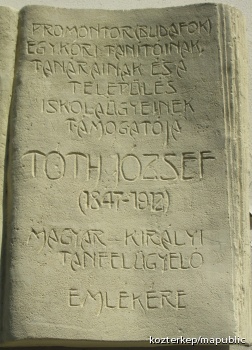 PROMONTOR (BUDAFOK)
EGYKORI TANÍTÓINAK,
TANÁRAINAK ÉS A
TELEPÜLÉS
ISKOLAÜGYEINEK
TÁMOGATÓJA
TÓTH JÓZSEF
(1847-1912)
MAGYAR - KIRÁLYI
TANFELÜGYELŐ
EMLÉKÉRE
kozterkep/mapublic